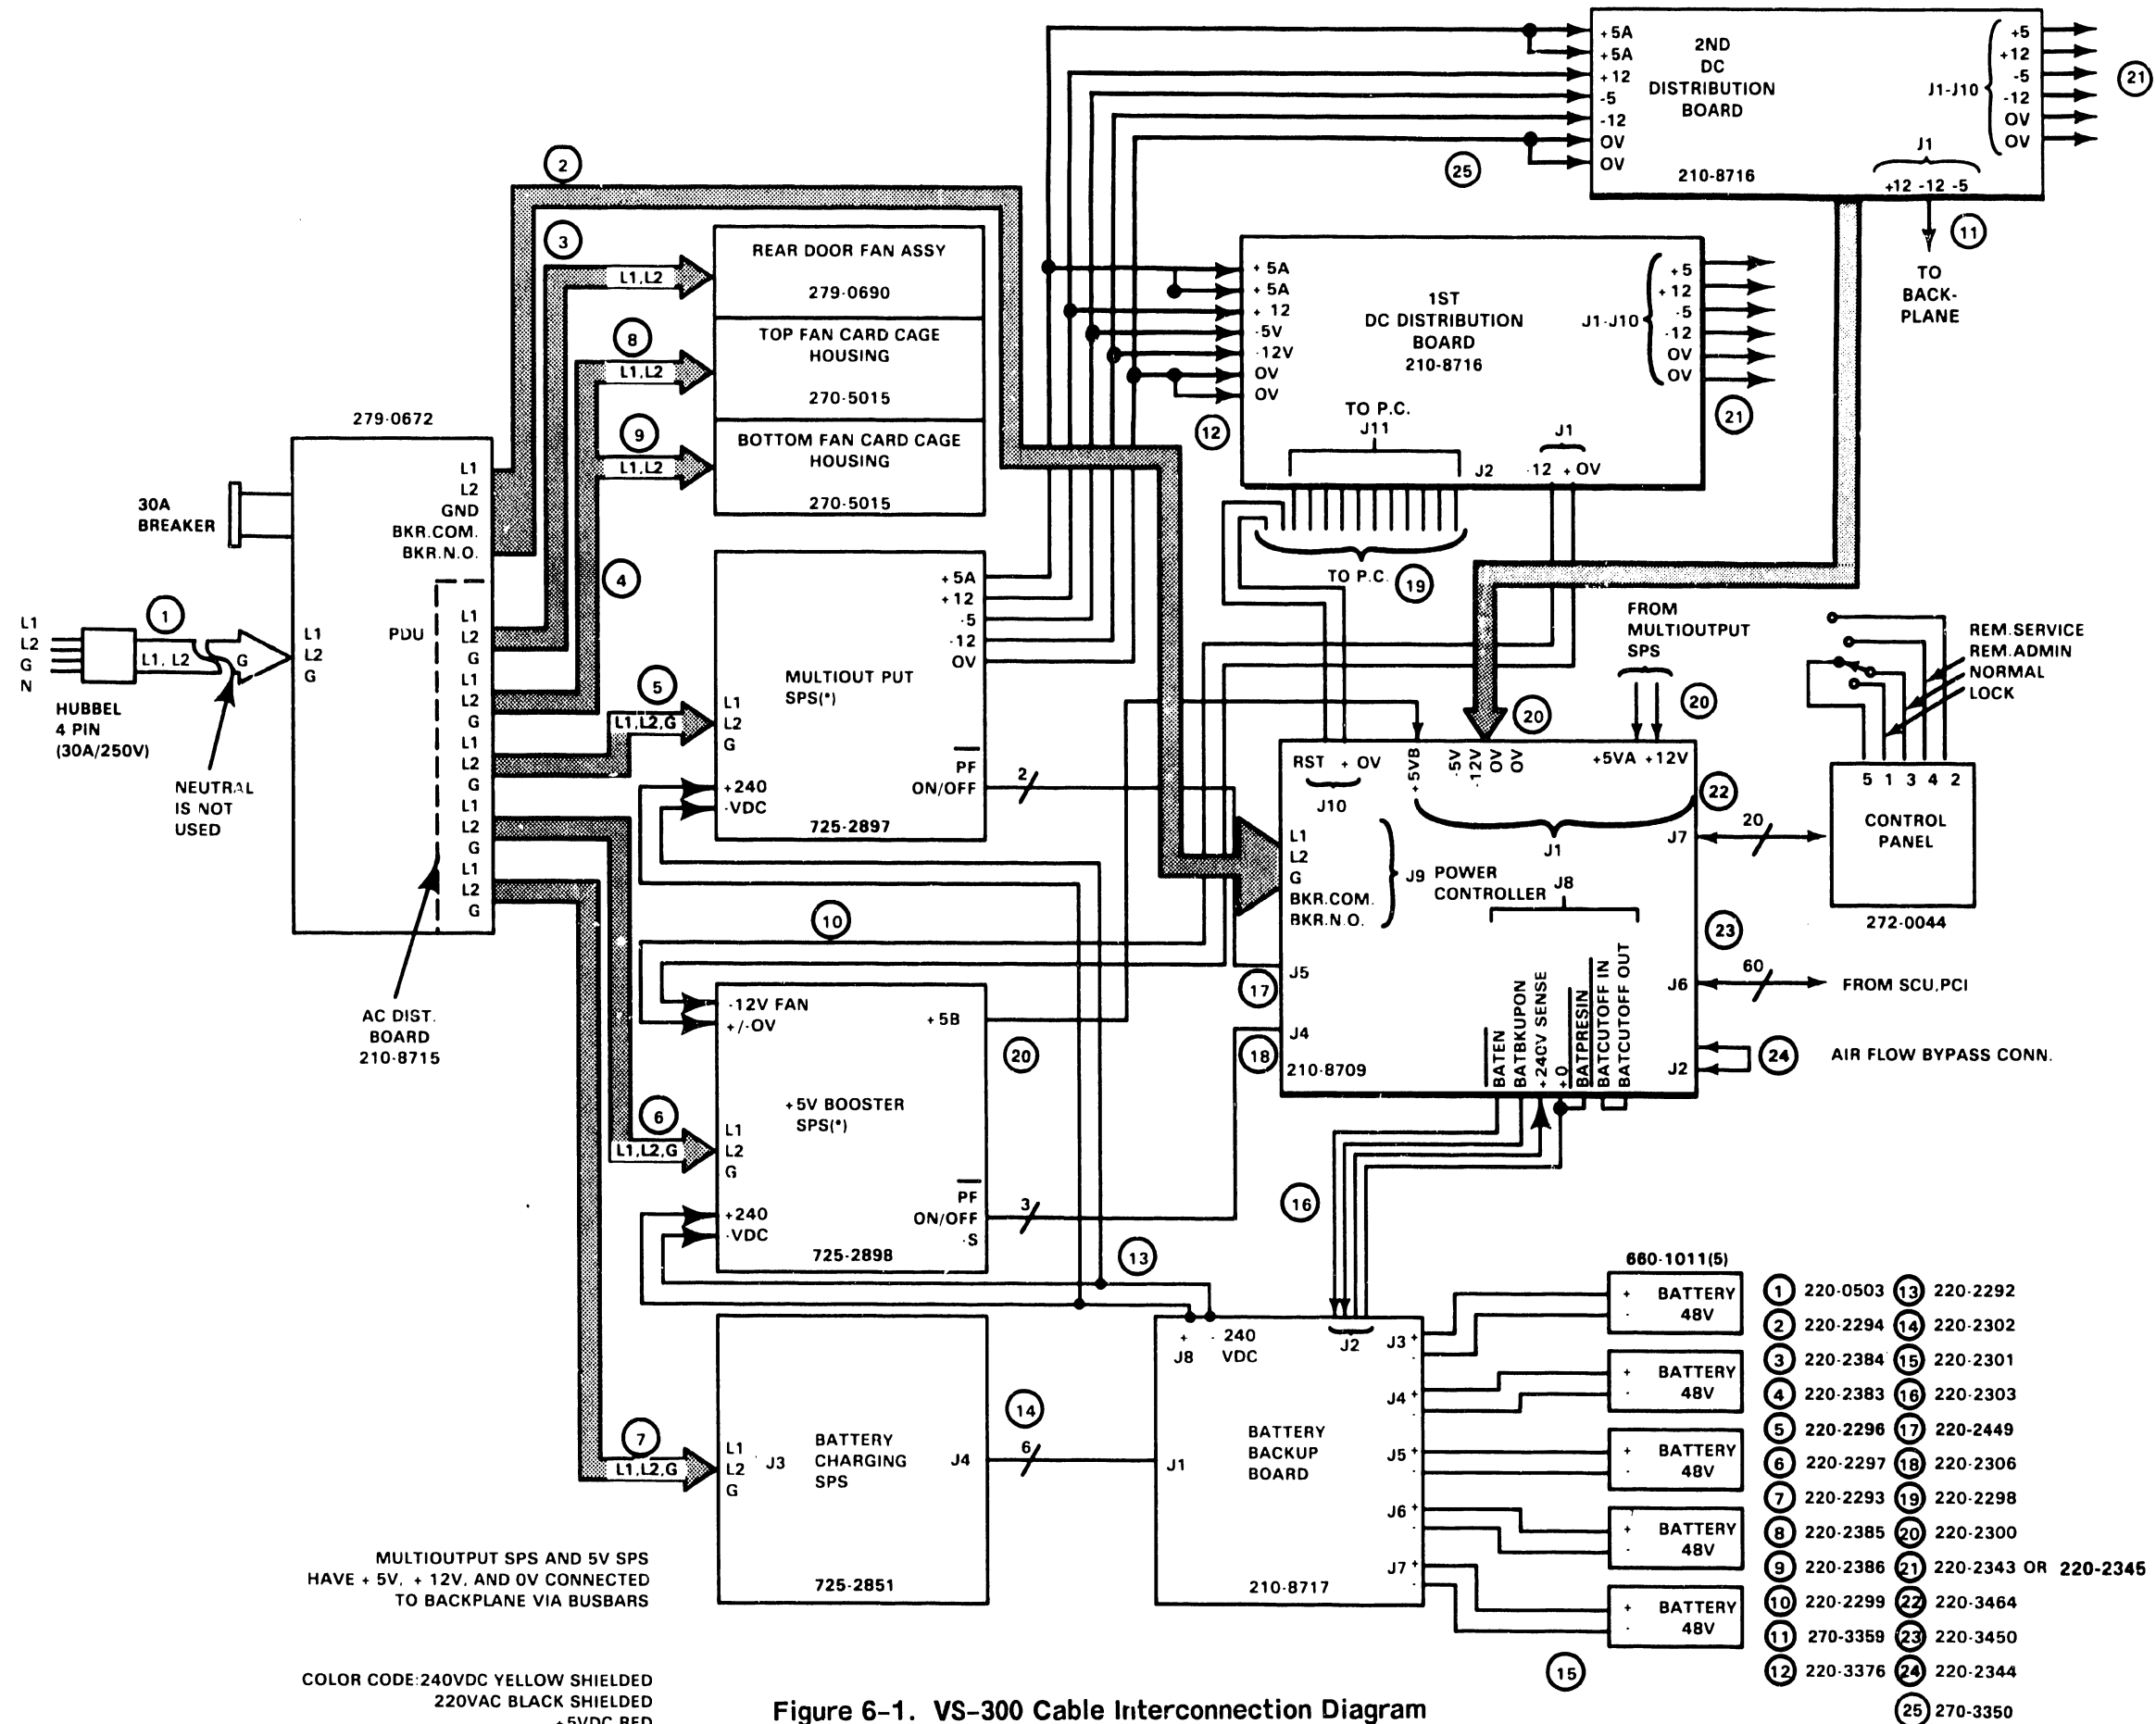 +5A
+5A
+12
-5
-12
OV
OV
2ND
DC
DISTRIBUTION
BOARD
210-8716
J1-J10
+5
+12
-5
-12
OV
OV
21
J1
+12 -12 -5
11
TO
BACK-
PLANE
25
2
3
8
9
4
REAR DOOR FAN ASSY
279-0690
L1,L2
TOP FAN CARD CAGE
HOUSING
270-5015
L1,L2
BOTTOM FAN CARD CAGE
HOUSING
270-5015
L1,L2
+ 5A
+ 5A
+ 12
-5V
-12V
OV
OV
12
1ST
DC DISTRIBUTION
BOARD
210-8716
J1-J10
+5
+12
-5
-12
OV
OV
21
TO P.C.
J11
J2
J1
-12 + OV
TO P.C.
19
279-0672
30A
BREAKER
L1
L2
GND
BKR.COM.
BKR.N.O.
PDU
L1
L2
G
L1
L2
G
L1
L2
G
L1
L2
G
L1
L2
G
L1
L2
G
N
1
L1, L2
G
L1
L2
G
HUBBEL
4 PIN
(30A/250V)
NEUTRAL
IS NOT
USED
AC DIST.
BOARD
210-8715
5
L1,L2,G
L1
L2
G
MULTIOUT PUT
SPS(*)
+5A
+12
-5
-12
OV
PF
ON/OFF
2
+240
-VDC
725-2897
10
-12V FAN
+/-OV
+5B
20
+5V BOOSTER
SPS(*)
6
L1,L2,G
L1
L2
G
PF
ON/OFF
-S
3
+240
-VDC
725-2898
13
7
L1,L2,G
L1
L2
G
J3
BATTERY
CHARGING
SPS
J4
725-2851
14
6
FROM
MULTIOUTPUT
SPS
20
20
RST + OV
J10
+5VB
-5V
-12V
OV
OV
+5VA +12V
J1
22
L1
L2
G
BKR.COM.
BKR.N.O.
J9
POWER
CONTROLLER
J8
J5
17
J4
18
210-8709
BATEN
BATBKUPON
+240V SENSE
+0
BATPRESIN
BATCUTOFF IN
BATCUTOFF OUT
J7
20
23
J6
60
FROM SCU,PCI
J2
24
AIR FLOW BYPASS CONN.
REM.SERVICE
REM.ADMIN
NORMAL
LOCK
5 1 3 4 2
CONTROL
PANEL
272-0044
16
+ - 240
J8 VDC
J2
J1
BATTERY
BACKUP
BOARD
210-8717
J3 +
-
J4 +
-
J5 +
-
J6 +
-
J7 +
-
15
660-1011(5)
+ BATTERY
- 48V
+ BATTERY
- 48V
+ BATTERY
- 48V
+ BATTERY
- 48V
+ BATTERY
- 48V
1 220-0503 13 220-2292
2 220-2294 14 220-2302
3 220-2384 15 220-2301
4 220-2383 16 220-2303
5 220-2296 17 220-2449
6 220-2297 18 220-2306
7 220-2293 19 220-2298
8 220-2385 20 220-2300
9 220-2386 21 220-2343 OR 220-2345
10 220-2299 22 220-3464
11 270-3359 23 220-3450
12 220-3376 24 220-2344
25 270-3350
MULTIOUTPUT SPS AND 5V SPS
HAVE + 5V, + 12V, AND 0V CONNECTED
TO BACKPLANE VIA BUSBARS
COLOR CODE:240VDC YELLOW SHIELDED
220VAC BLACK SHIELDED
+5VDC RED
Figure 6-1. VS-300 Cable Interconnection Diagram